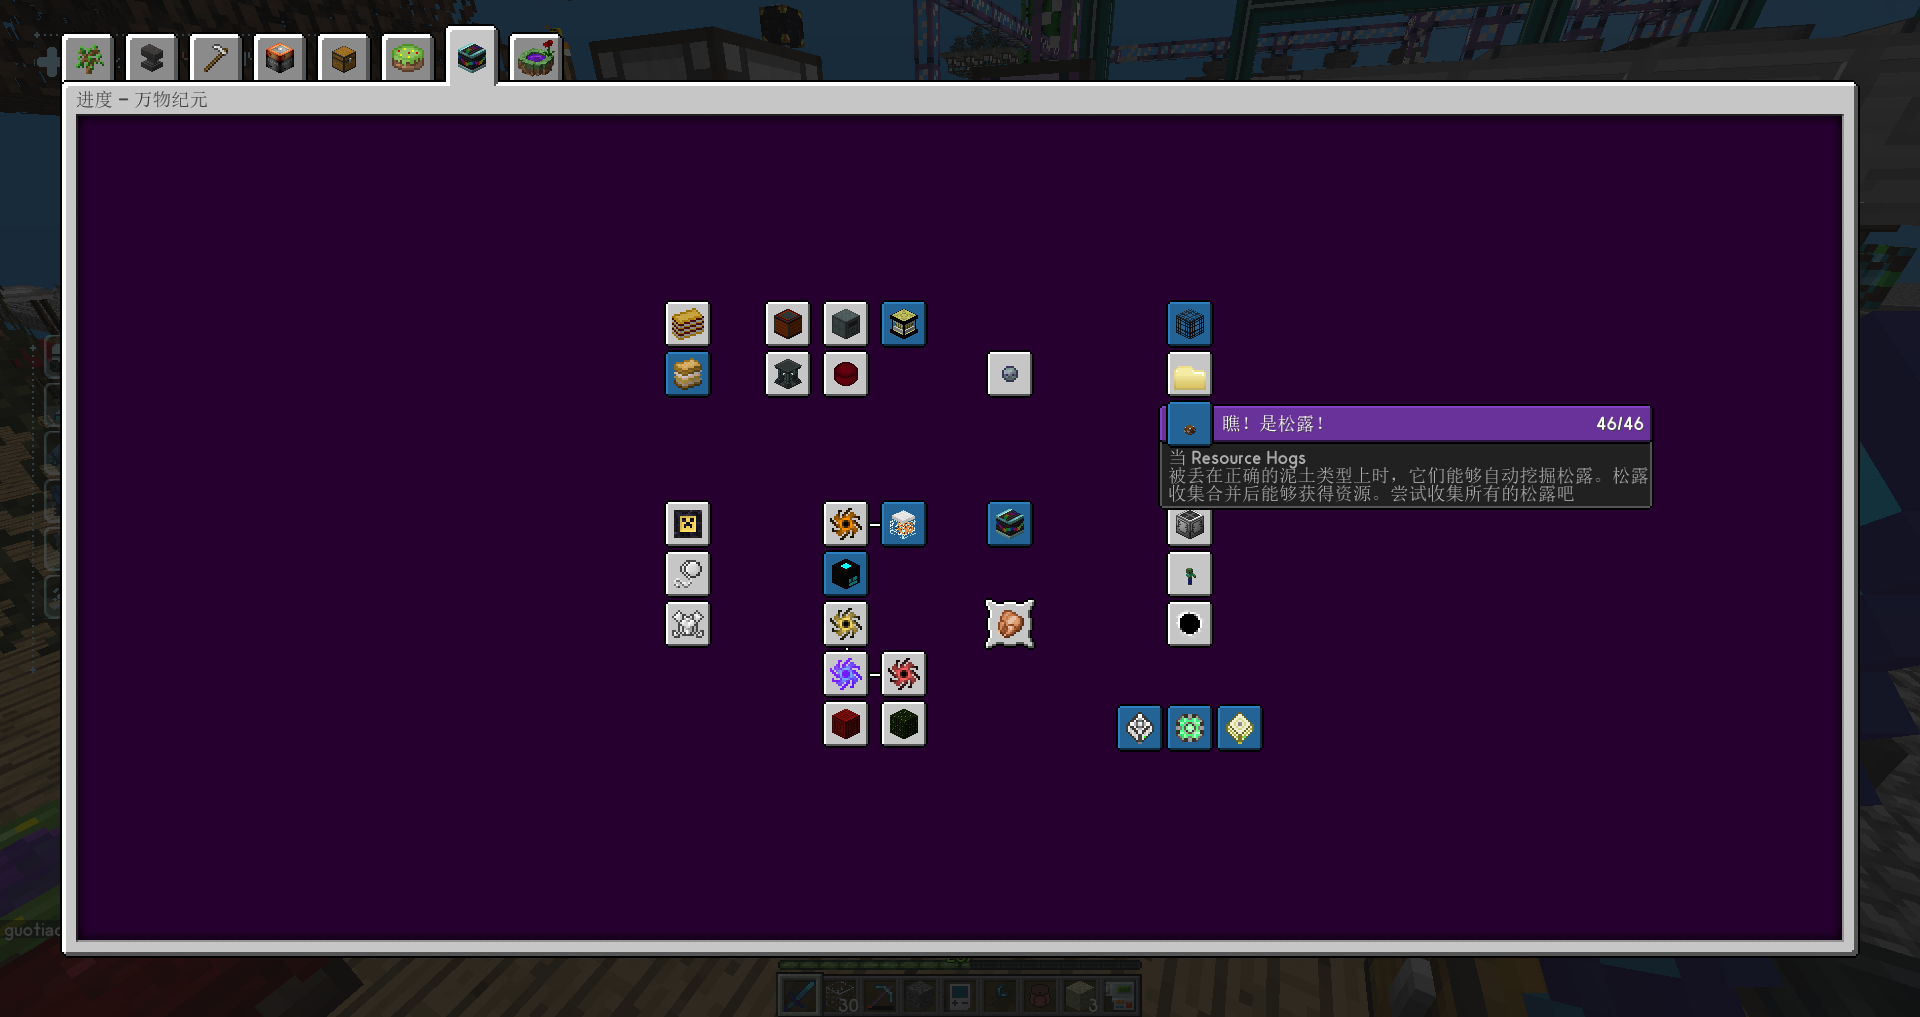 进度 – 万物纪元
瞧！是松露！ 46/46
当 Resource Hogs
被丢在正确的泥土类型上时，它们能够自动挖掘松露。松露
收集合并后能够获得资源。尝试收集所有的松露吧
guotiao
30
3